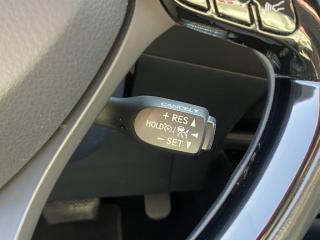 CANCEL▼
+ RES ▲
HOLD(S)/ ◄
− SET ▼